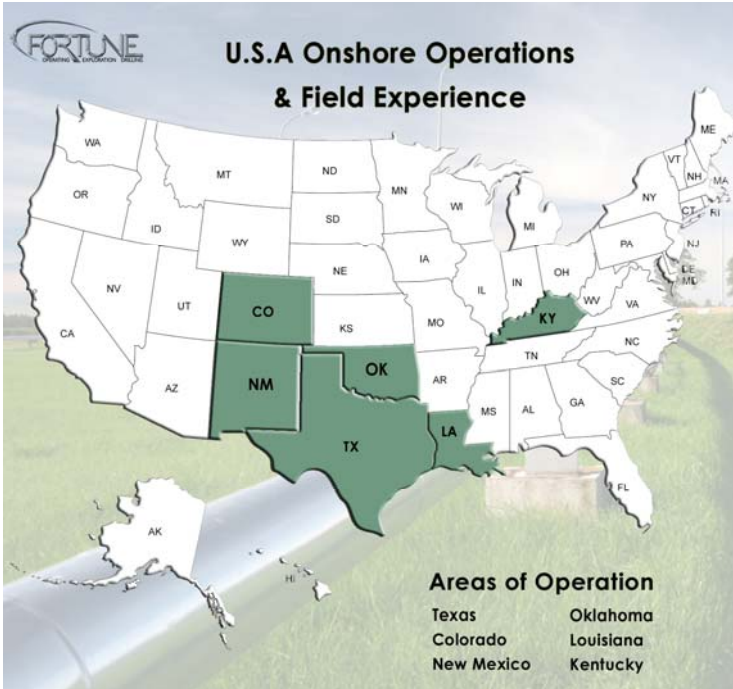 FORTUNE
OPERATING EXPLORATION DRILLING
U.S.A Onshore Operations
& Field Experience
WA
MT
ND
MN
ME
VT
NH
OR
ID
SD
WI
MI
NY
MA
CT
RI
WY
IA
PA
NJ
NV
UT
NE
IL
IN
OH
DE
MD
CA
CO
KS
MO
KY
WV
VA
AZ
NM
OK
AR
TN
NC
SC
TX
LA
MS
AL
GA
FL
AK
HI
Areas of Operation
Texas
Colorado
New Mexico
Oklahoma
Louisiana
Kentucky